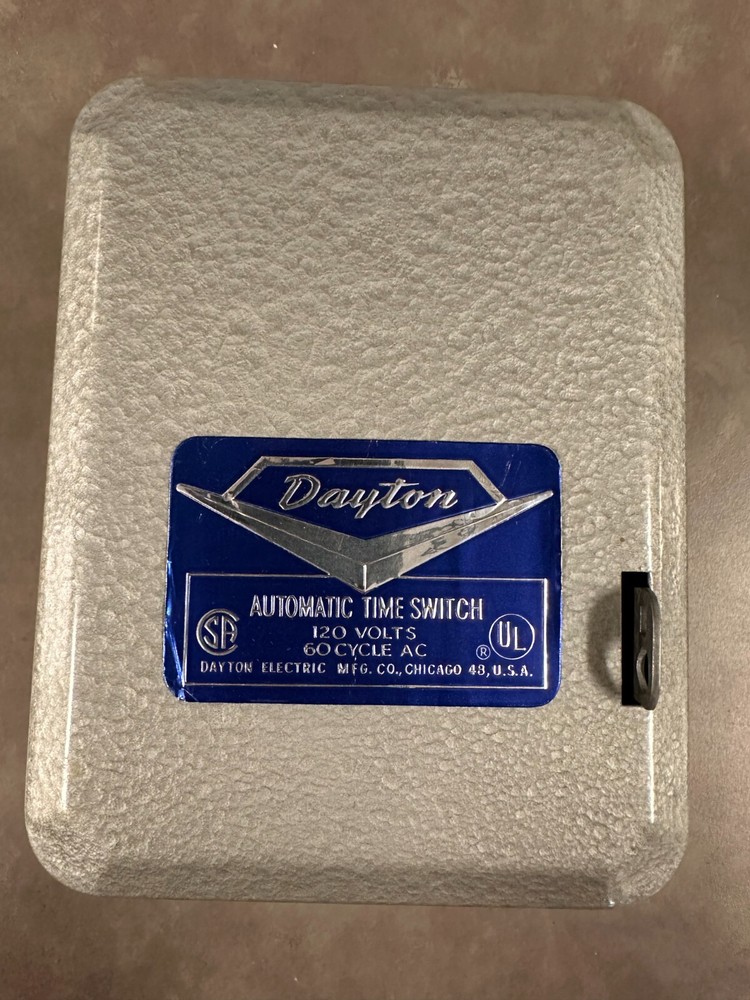 Dayton
AUTOMATIC TIME SWITCH
SA 120 VOLTS UL
60 CYCLE AC ®
DAYTON ELECTRIC MFG. CO., CHICAGO 48, U.S.A.